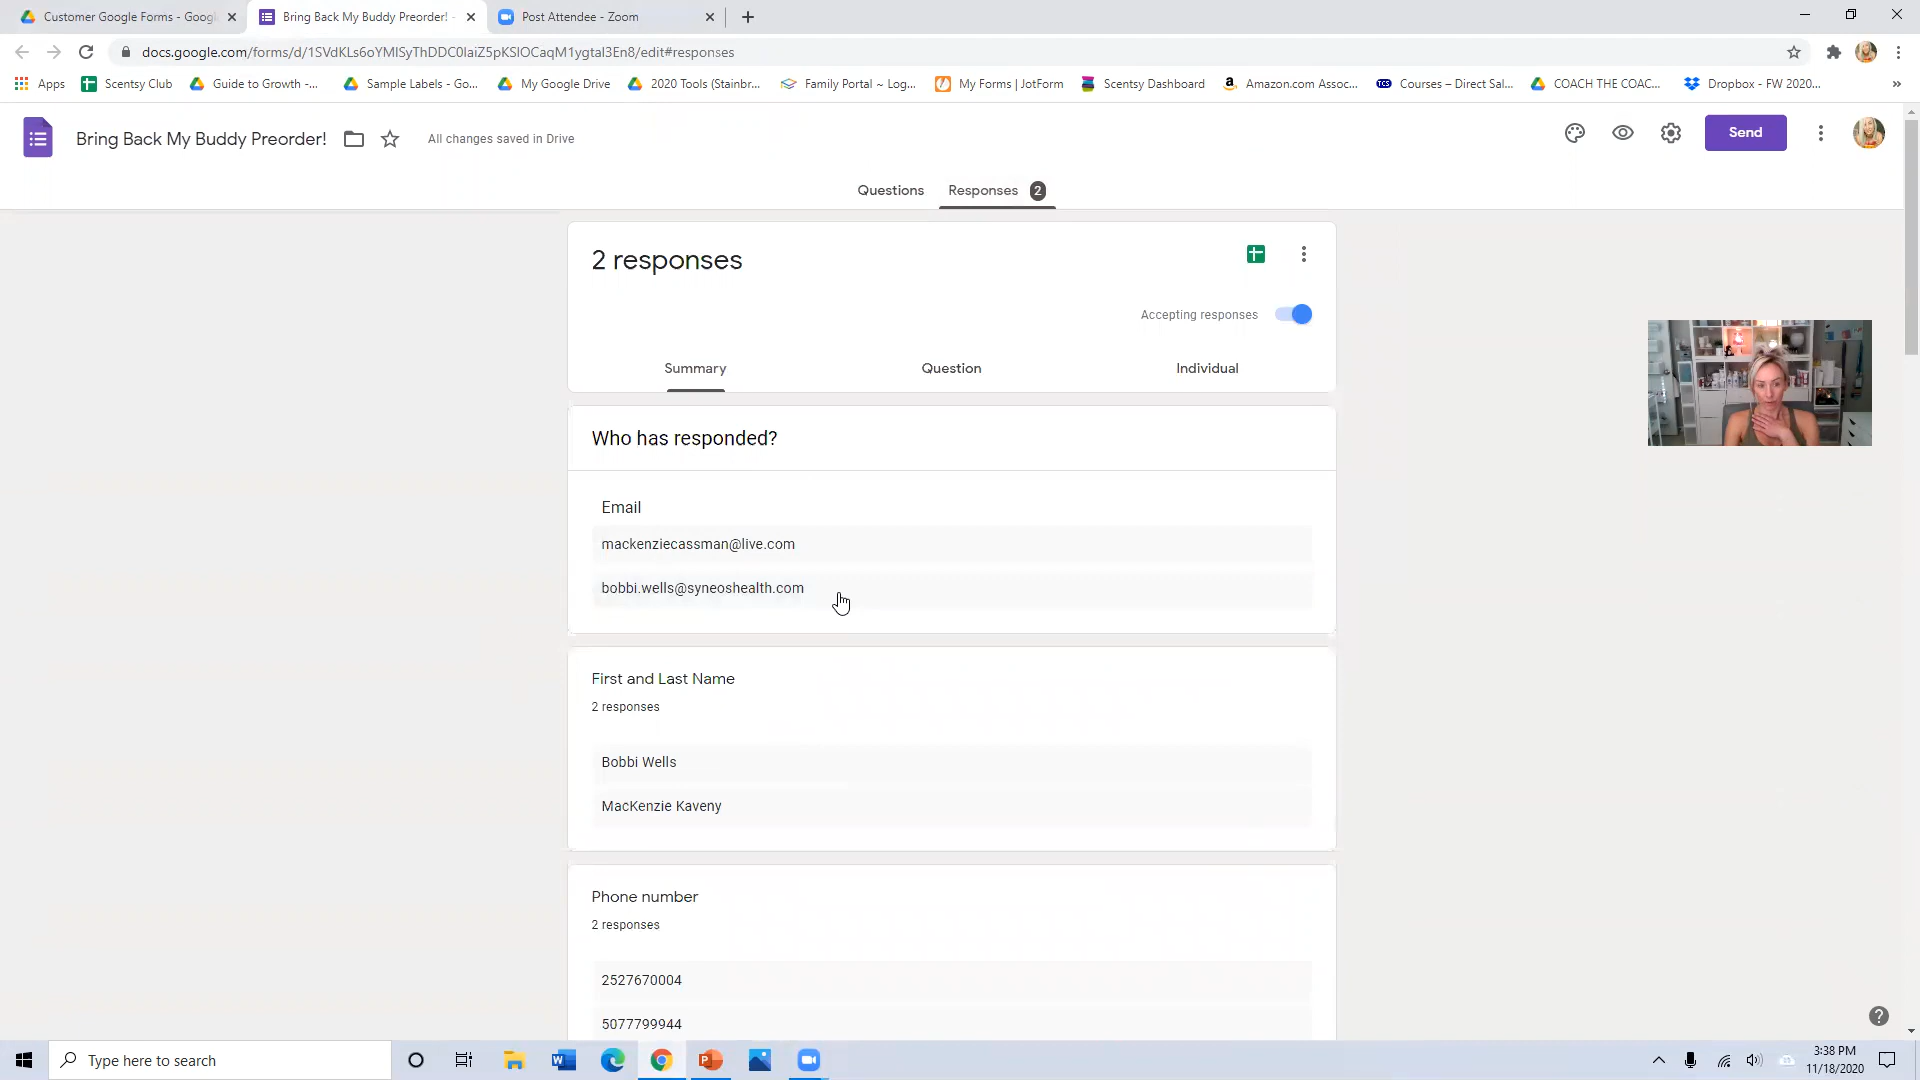 Customer Google Forms - Googl
Bring Back My Buddy Preorder! -
Post Attendee - Zoom
docs.google.com/forms/d/1SVdKLs6oYMISyThDDC0IaiZ5pKSlOCaqM1ygtal3En8/edit#responses
Apps
Scentsy Club
Guide to Growth -...
Sample Labels - Go...
My Google Drive
2020 Tools (Stainbr...
Family Portal ~ Log...
My Forms | JotForm
Scentsy Dashboard
Amazon.com Assoc...
Courses – Direct Sal...
COACH THE COAC...
Dropbox - FW 2020...
Bring Back My Buddy Preorder!
All changes saved in Drive
Send
Questions
Responses 2
2 responses
Accepting responses
Summary
Question
Individual
Who has responded?
Email
mackenziecassman@live.com
bobbi.wells@syneoshealth.com
First and Last Name
2 responses
Bobbi Wells
MacKenzie Kaveny
Phone number
2 responses
2527670004
5077799944
Type here to search
3:38 PM
11/18/2020